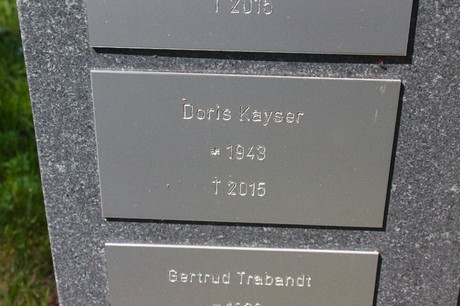 † 2015
Doris Kayser
* 1943
† 2015
Gertrud Trabandt